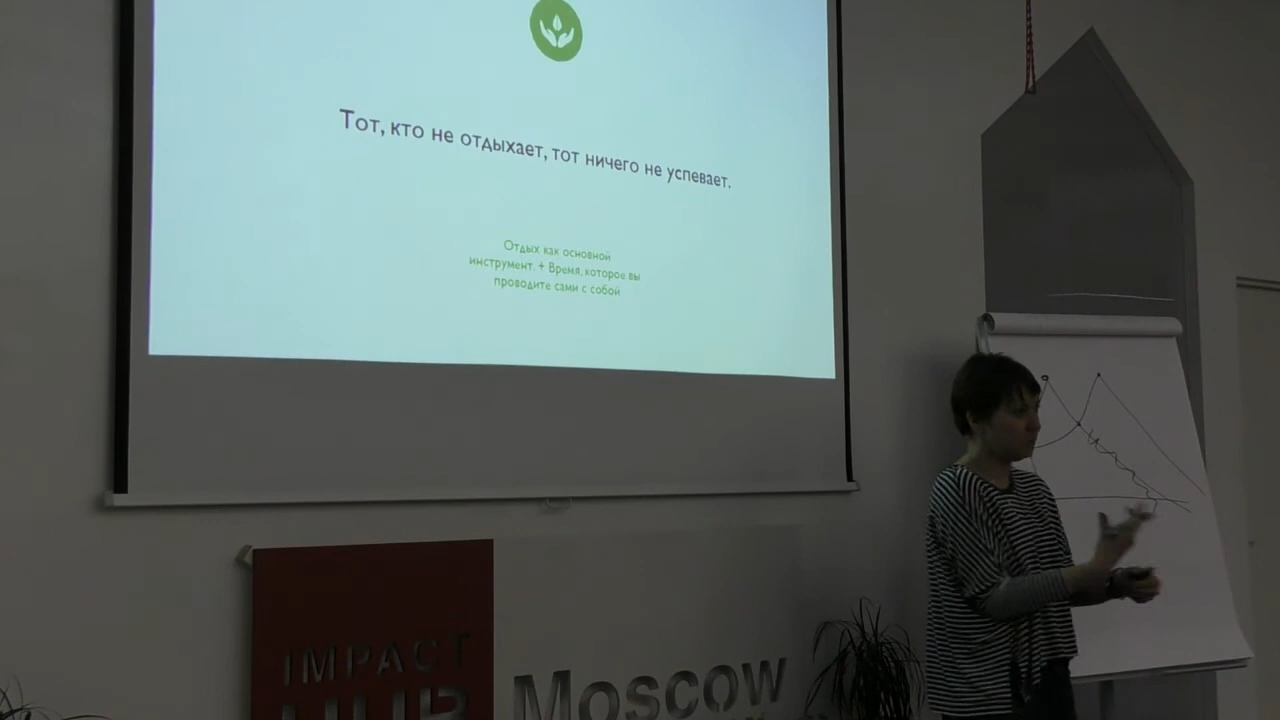 Тот, кто не отдыхает, тот ничего не успевает.
Отдых как основной
инструмент. + Время, которое вы
проводите сами с собой
IMPACT
HUB
Moscow